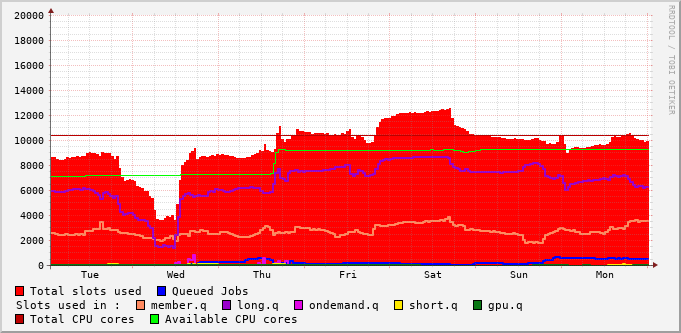 20000
18000
16000
14000
12000
10000
8000
6000
4000
2000
0
Tue Wed Thu Fri Sat Sun Mon
RRDTOOL / TOBI OETIKER
Total slots used Queued Jobs
Slots used in : member.q long.q ondemand.q short.q gpu.q
Total CPU cores Available CPU cores